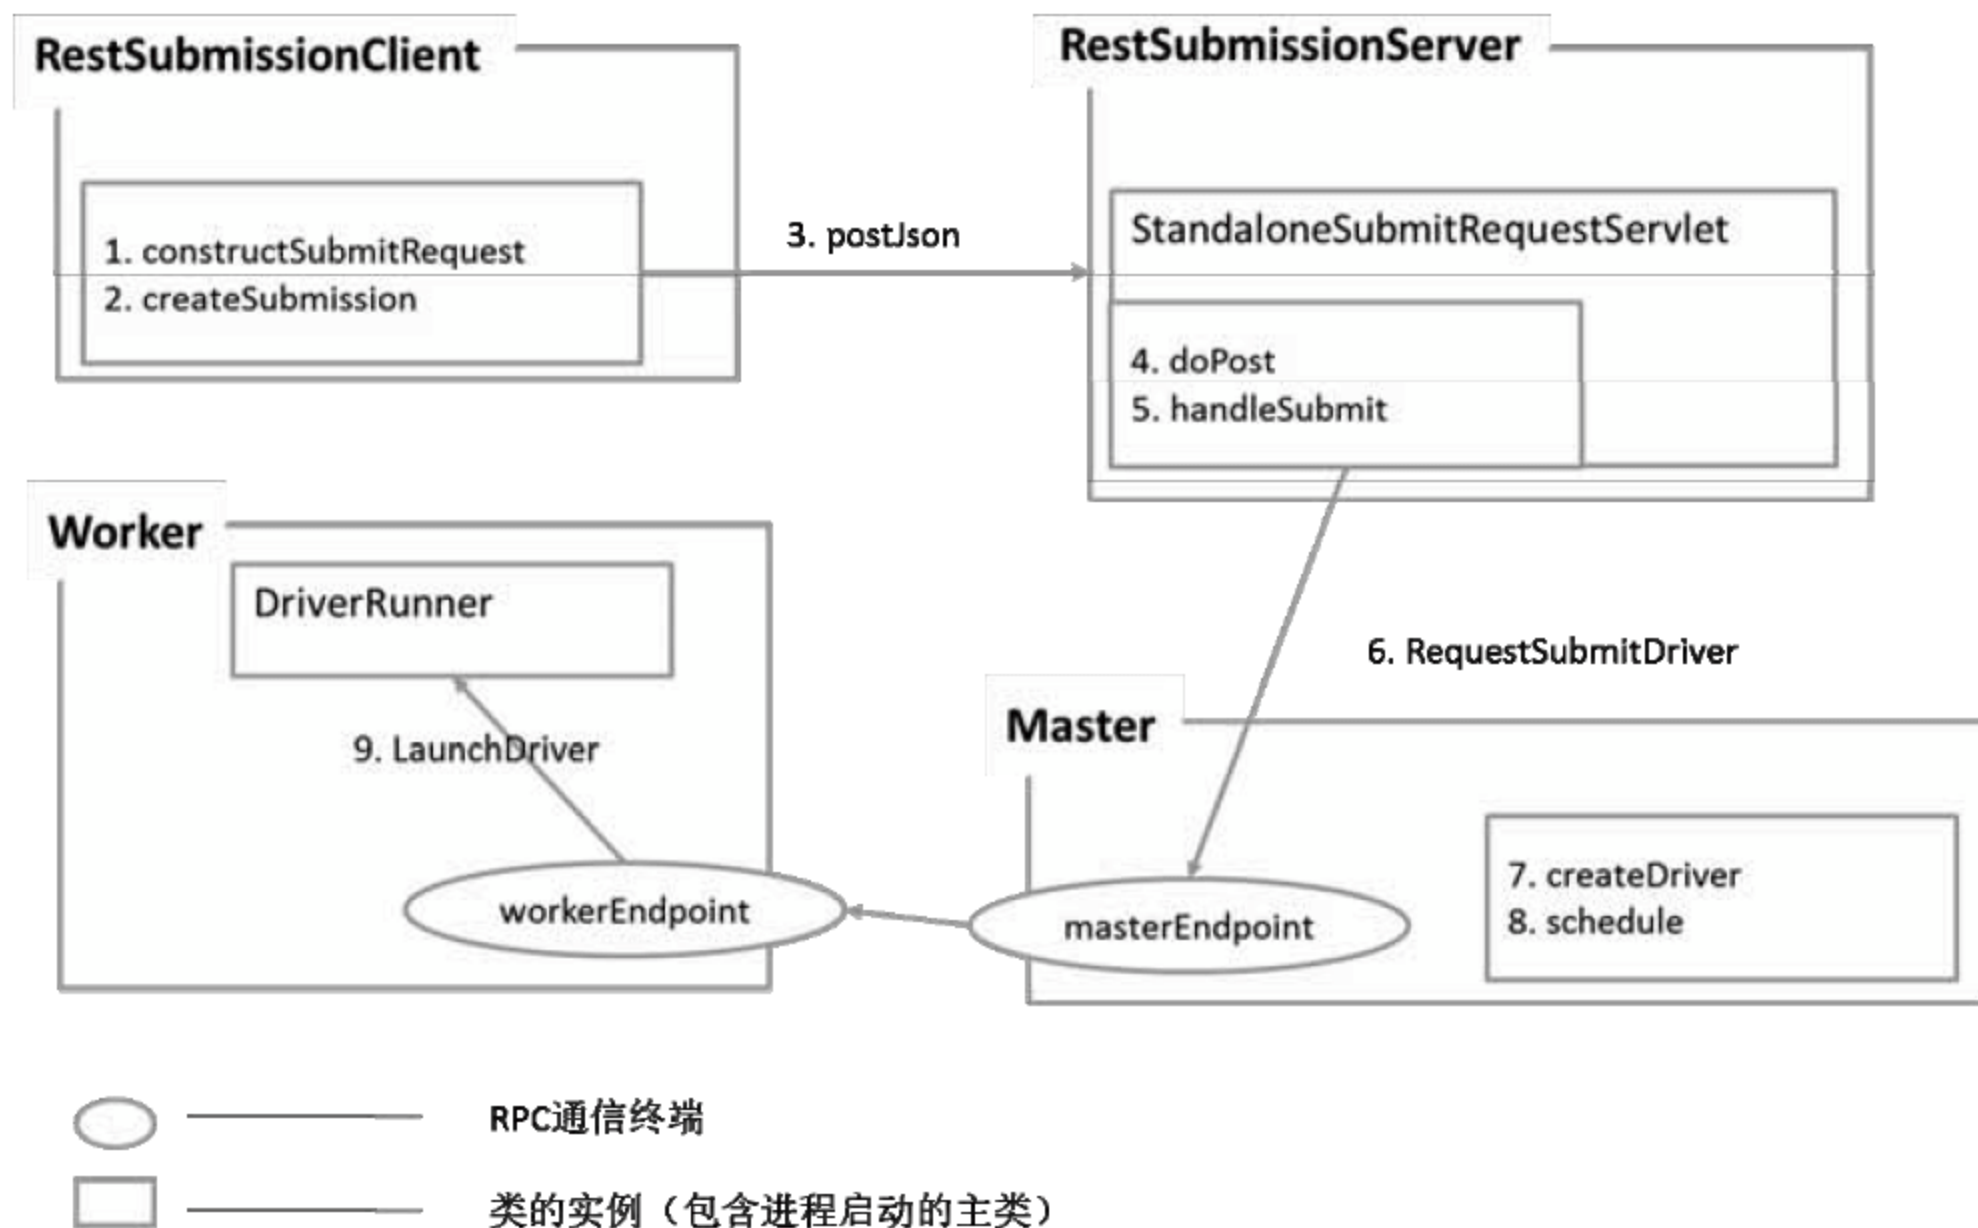 RestSubmissionClient
1. constructSubmitRequest
2. createSubmission
3. postJson
RestSubmissionServer
StandaloneSubmitRequestServlet
4. doPost
5. handleSubmit
6. RequestSubmitDriver
Worker
DriverRunner
9. LaunchDriver
workerEndpoint
Master
masterEndpoint
7. createDriver
8. schedule
RPC通信终端
类的实例（包含进程启动的主类）